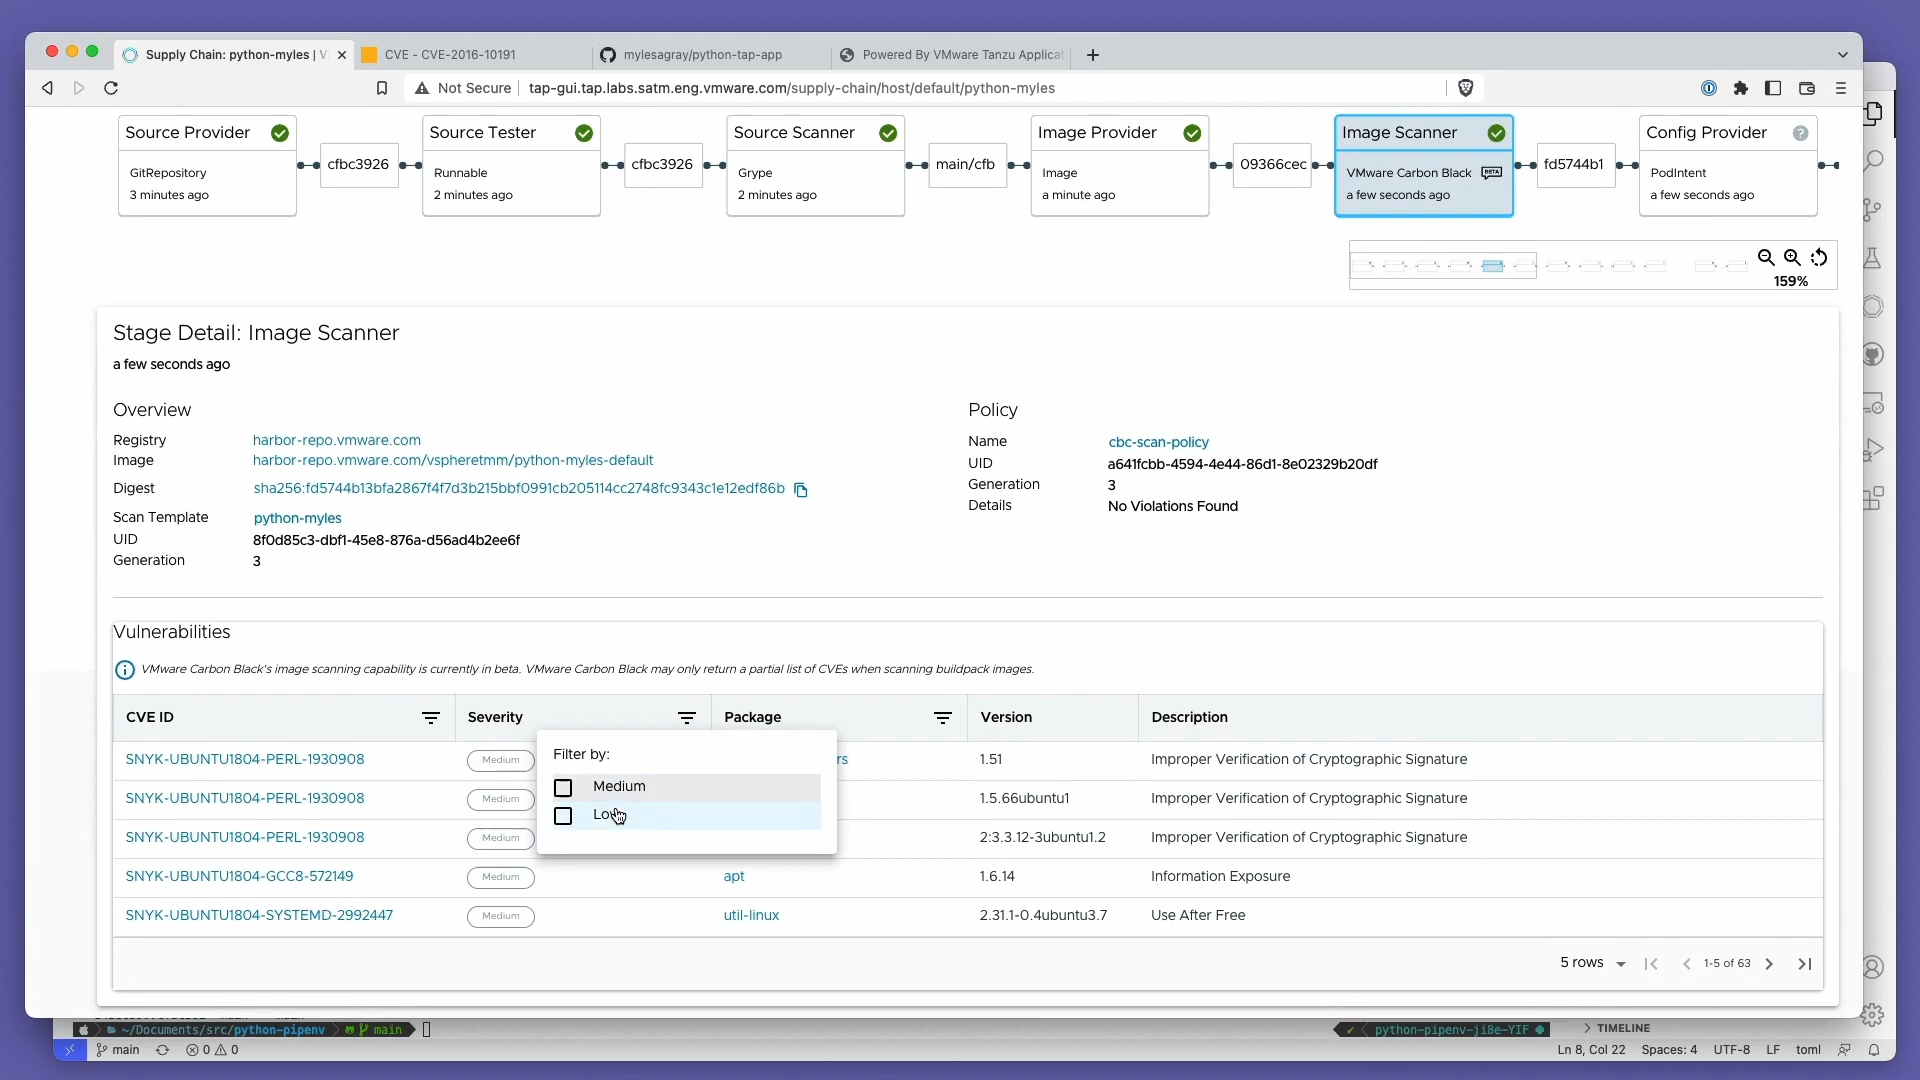 Supply Chain: python-myles | V
CVE - CVE-2016-10191
mylesagray/python-tap-app
Powered By VMware Tanzu Applicat
Not Secure
tap-gui.tap.labs.satm.eng.vmware.com/supply-chain/host/default/python-myles
Source Provider
GitRepository
3 minutes ago
cfbc3926
Source Tester
Runnable
2 minutes ago
cfbc3926
Source Scanner
Grype
2 minutes ago
main/cfb
Image Provider
Image
a minute ago
09366cec
Image Scanner
VMware Carbon Black BETA
a few seconds ago
fd5744b1
Config Provider
PodIntent
a few seconds ago
159%
Stage Detail: Image Scanner
a few seconds ago
Overview
Registry harbor-repo.vmware.com
Image harbor-repo.vmware.com/vspheretmm/python-myles-default
Digest sha256:fd5744b13bfa2867f4f7d3b215bbf0991cb205114cc2748fc9343c1e12edf86b
Scan Template python-myles
UID 8f0d85c3-dbf1-45e8-876a-d56ad4b2ee6f
Generation 3
Policy
Name cbc-scan-policy
UID a641fcbb-4594-4e44-86d1-8e02329b20df
Generation 3
Details No Violations Found
Vulnerabilities
VMware Carbon Black's image scanning capability is currently in beta. VMware Carbon Black may only return a partial list of CVEs when scanning buildpack images.
CVE ID Severity Package Version Description
SNYK-UBUNTU1804-PERL-1930908 Medium rs 1.51 Improper Verification of Cryptographic Signature
SNYK-UBUNTU1804-PERL-1930908 Medium 1.5.66ubuntu1 Improper Verification of Cryptographic Signature
SNYK-UBUNTU1804-PERL-1930908 Medium 2:3.3.12-3ubuntu1.2 Improper Verification of Cryptographic Signature
SNYK-UBUNTU1804-GCC8-572149 Medium apt 1.6.14 Information Exposure
SNYK-UBUNTU1804-SYSTEMD-2992447 Medium util-linux 2.31.1-0.4ubuntu3.7 Use After Free
Filter by:
Medium
Lo
5 rows 1-5 of 63
~/Documents/src/python-pipenv main
python-pipenv-ji8e-YIF
TIMELINE
main 0 0
Ln 8, Col 22 Spaces: 4 UTF-8 LF toml